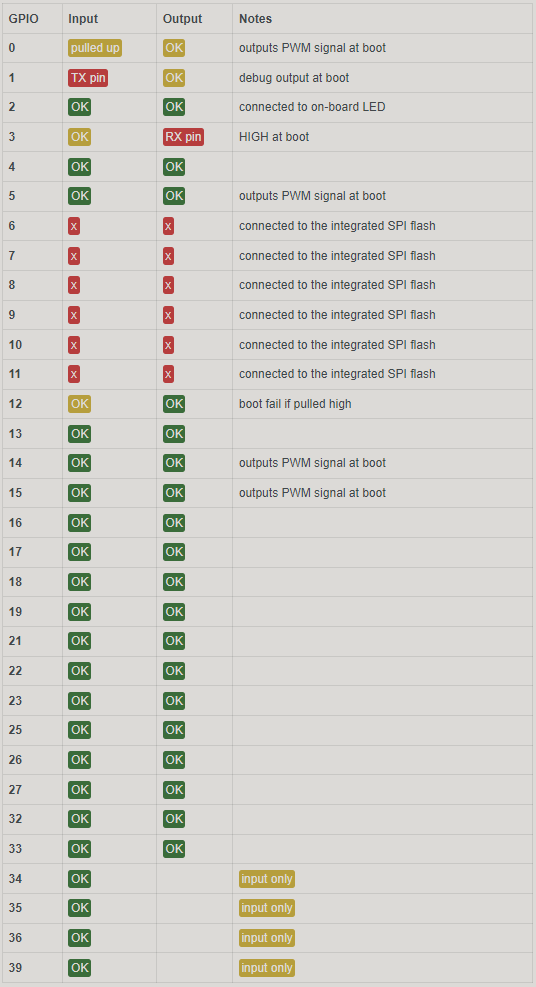 GPIO Input Output Notes
0 pulled up OK outputs PWM signal at boot
1 TX pin OK debug output at boot
2 OK OK connected to on-board LED
3 OK RX pin HIGH at boot
4 OK OK
5 OK OK outputs PWM signal at boot
6 x x connected to the integrated SPI flash
7 x x connected to the integrated SPI flash
8 x x connected to the integrated SPI flash
9 x x connected to the integrated SPI flash
10 x x connected to the integrated SPI flash
11 x x connected to the integrated SPI flash
12 OK OK boot fail if pulled high
13 OK OK
14 OK OK outputs PWM signal at boot
15 OK OK outputs PWM signal at boot
16 OK OK
17 OK OK
18 OK OK
19 OK OK
21 OK OK
22 OK OK
23 OK OK
25 OK OK
26 OK OK
27 OK OK
32 OK OK
33 OK OK
34 OK input only
35 OK input only
36 OK input only
39 OK input only